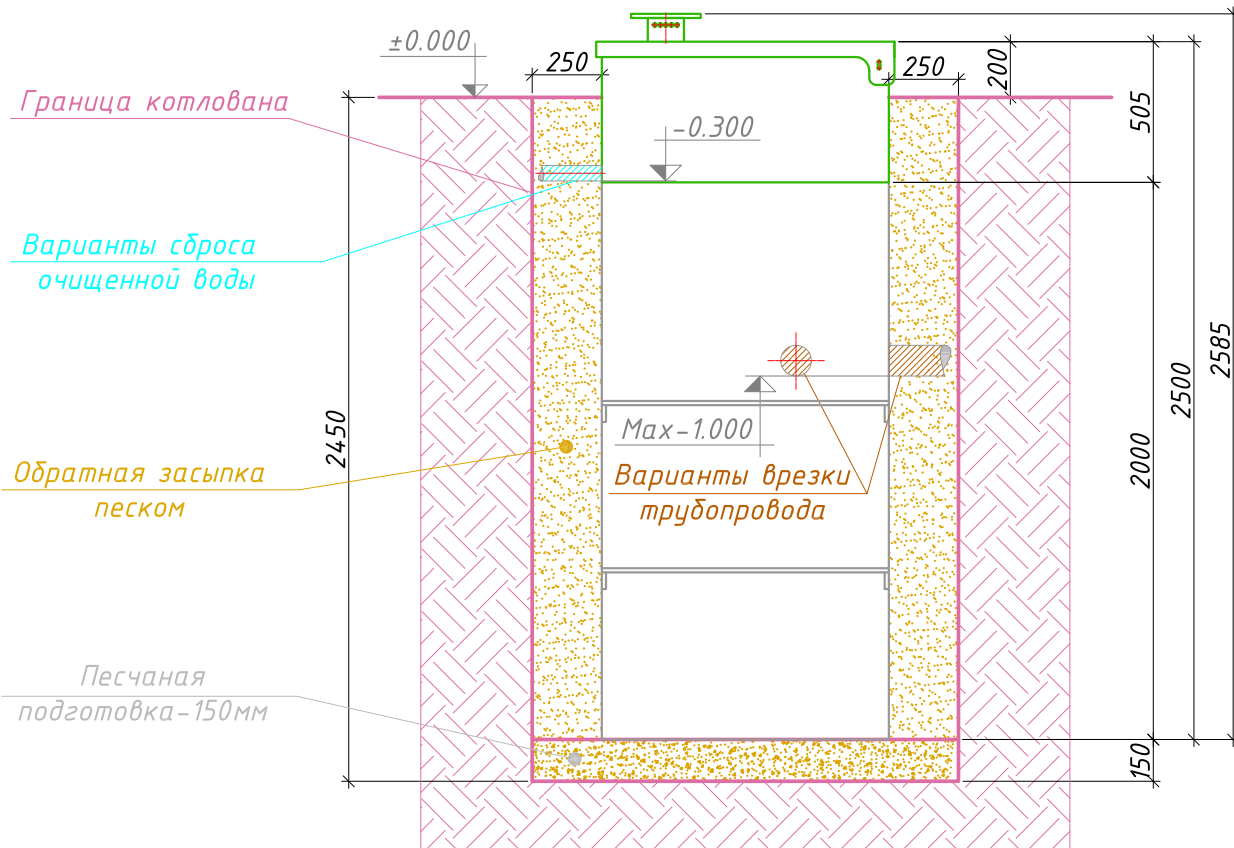 ±0.000
250
250
200
505
Граница котлована
-0.300
Варианты сброса
очищенной воды
2585
2500
2450
Max-1.000
2000
Обратная засыпка
песком
Варианты врезки
трубопровода
Песчаная
подготовка-150мм
150